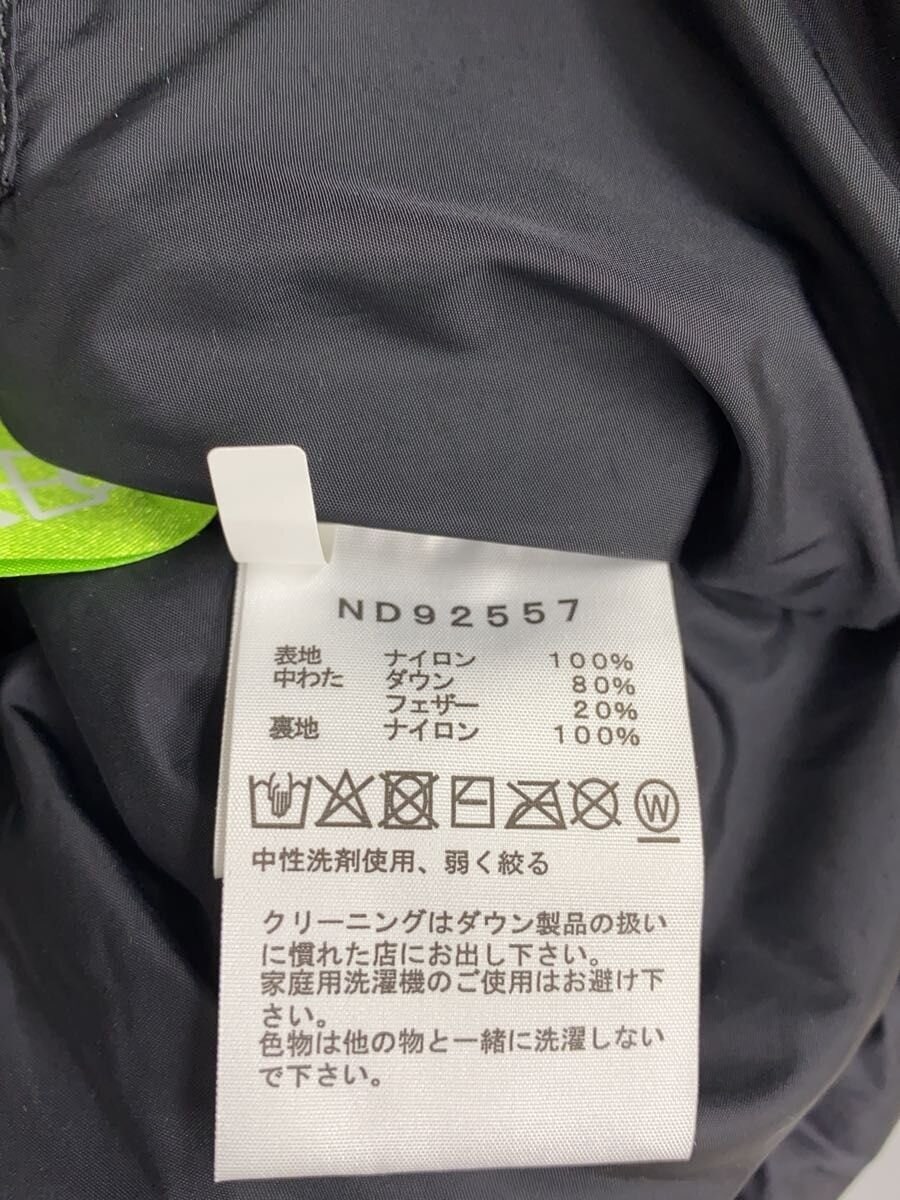 ND92557
表地 ナイロン 100%
中わた ダウン 80%
フェザー 20%
裏地 ナイロン 100%
W
中性洗剤使用、弱く絞る
クリーニングはダウン製品の扱い
に慣れた店にお出し下さい。
家庭用洗濯機のご使用はお避け下
さい。
色物は他の物と一緒に洗濯しない
で下さい。